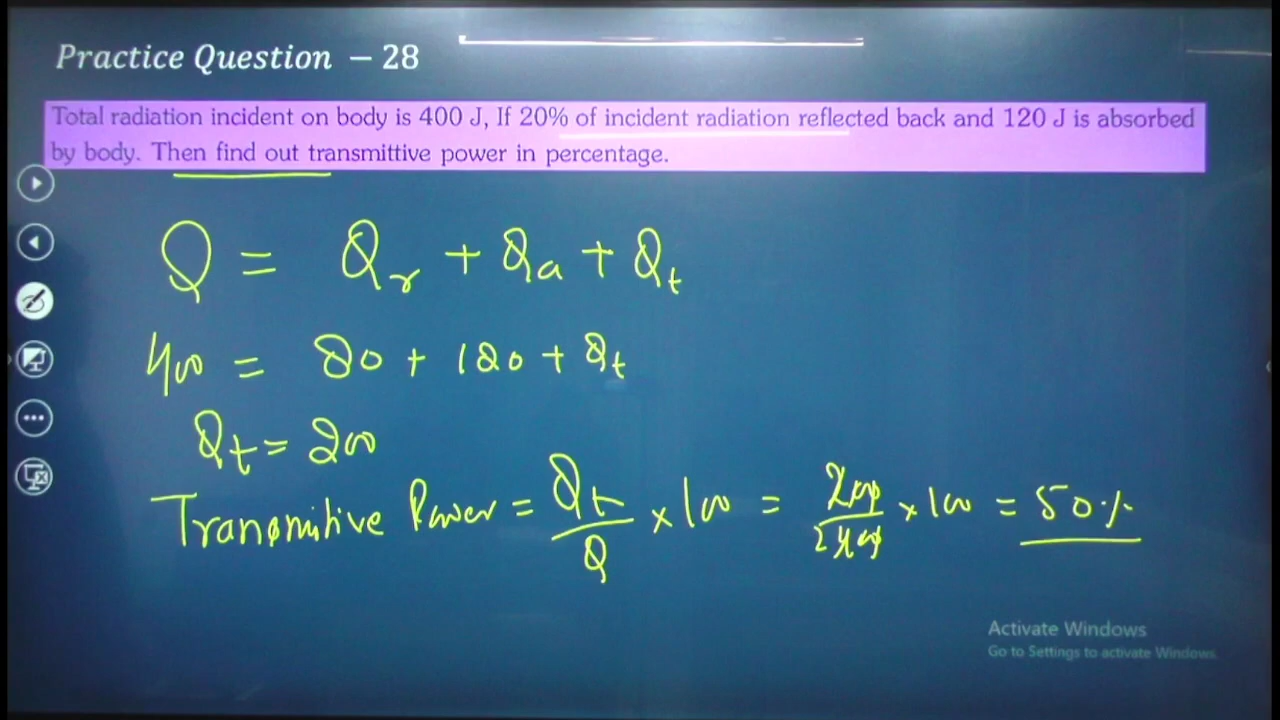 Practice Question – 28
Total radiation incident on body is 400 J, If 20% of incident radiation reflected back and 120 J is absorbed
by body. Then find out transmittive power in percentage.
Q = Qr + Qa + Qt
400 = 80 + 120 + Qt
Qt = 200
Transmitive Power = Qt/Q × 100 = 200/400 × 100 = 50%
Activate Windows
Go to Settings to activate Windows.